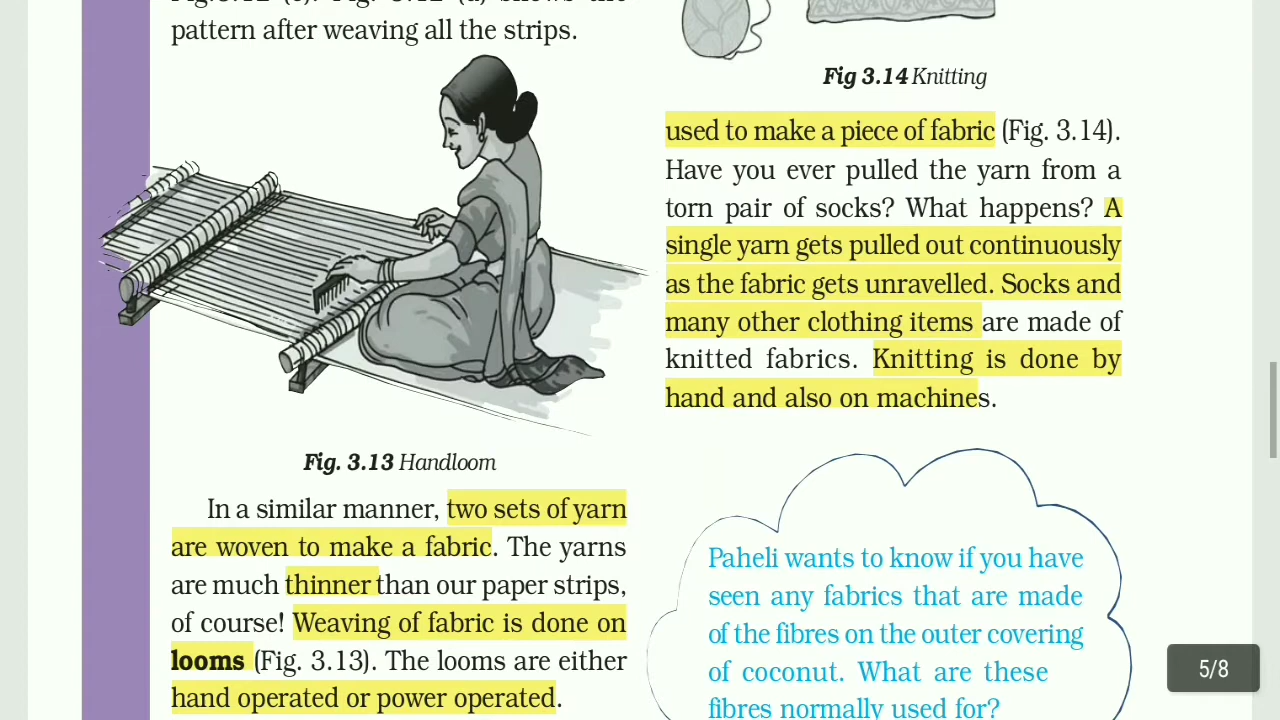 pattern after weaving all the strips.
Fig. 3.13 Handloom
In a similar manner, two sets of yarn
are woven to make a fabric. The yarns
are much thinner than our paper strips,
of course! Weaving of fabric is done on
looms (Fig. 3.13). The looms are either
hand operated or power operated.
Fig 3.14 Knitting
used to make a piece of fabric (Fig. 3.14).
Have you ever pulled the yarn from a
torn pair of socks? What happens? A
single yarn gets pulled out continuously
as the fabric gets unravelled. Socks and
many other clothing items are made of
knitted fabrics. Knitting is done by
hand and also on machines.
Paheli wants to know if you have
seen any fabrics that are made
of the fibres on the outer covering
of coconut. What are these
fibres normally used for?
5/8